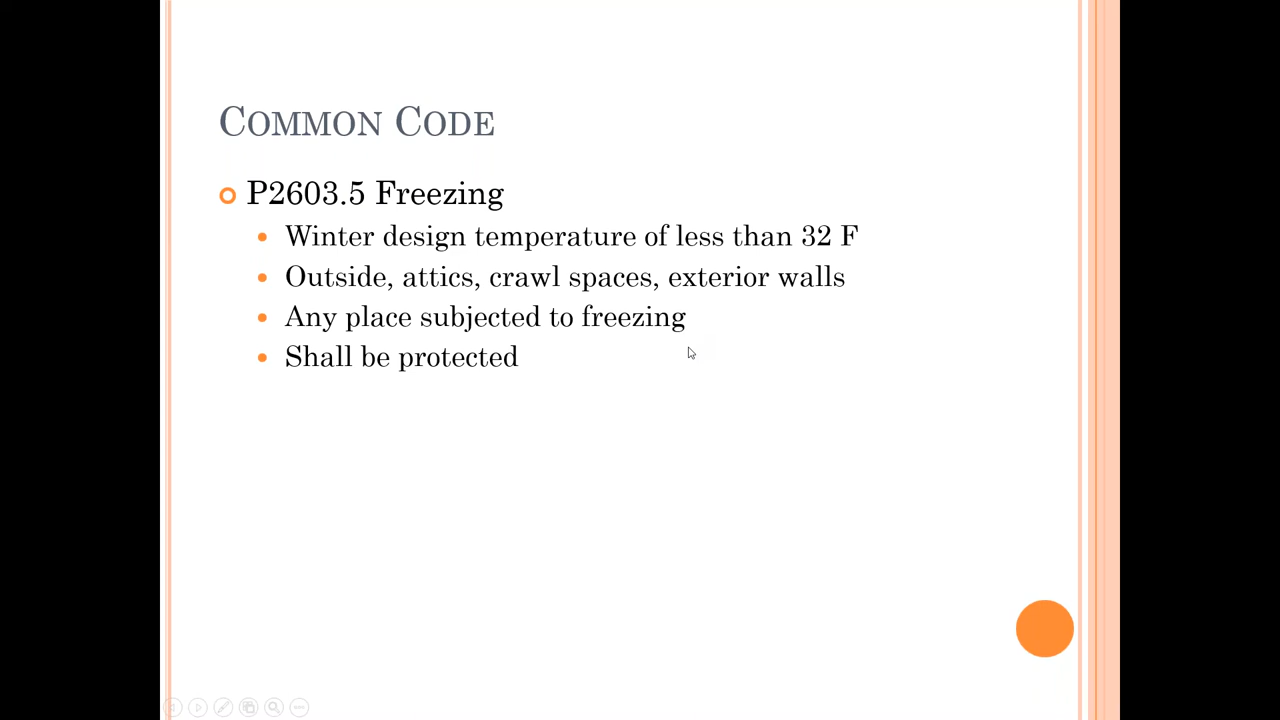 Common Code
P2603.5 Freezing
Winter design temperature of less than 32 F
Outside, attics, crawl spaces, exterior walls
Any place subjected to freezing
Shall be protected